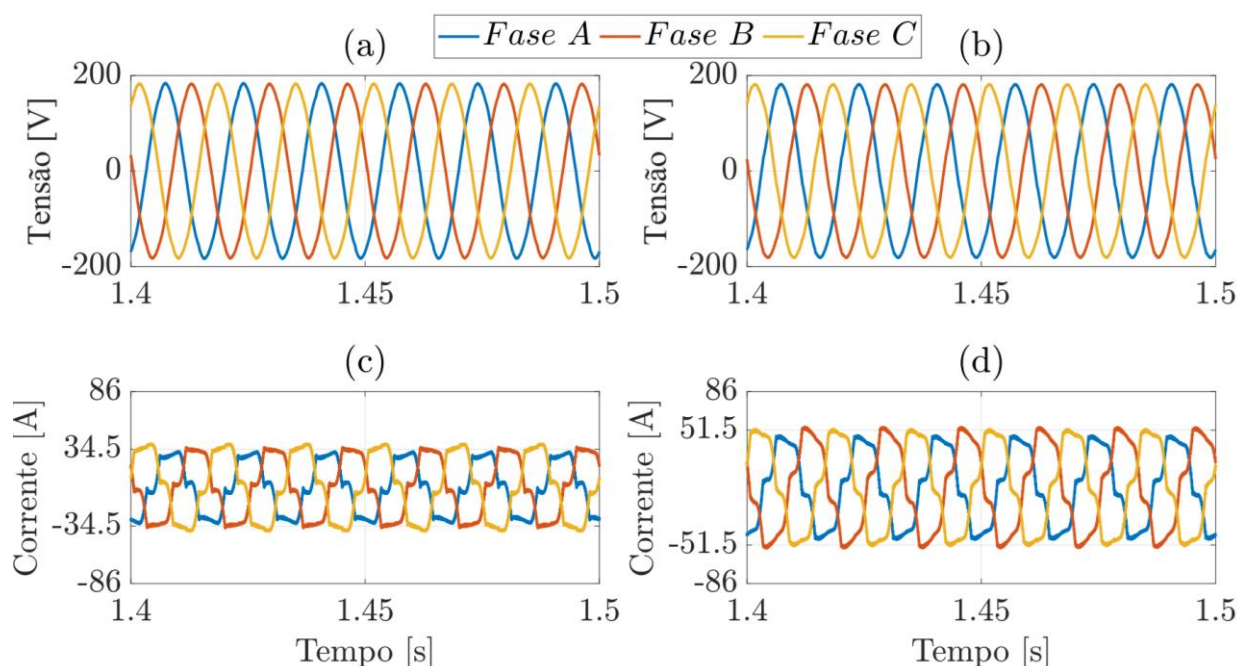 (a)
Fase A Fase B Fase C
(b)
Tensão [V]
200
0
-200
1.4 1.45 1.5
Tensão [V]
200
0
-200
1.4 1.45 1.5
(c)
Corrente [A]
86
34.5
-34.5
-86
1.4 1.45 1.5
Tempo [s]
(d)
Corrente [A]
86
51.5
-51.5
-86
1.4 1.45 1.5
Tempo [s]